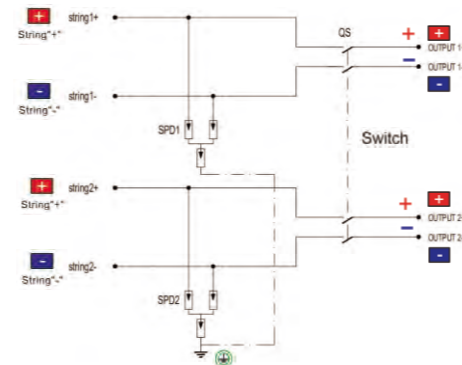 + string1+ QS + +
String"+" OUTPUT 1
- string1- - OUTPUT 1-
String"-" -
SPD1
Switch
+ string2+ + +
String"+" OUTPUT 2
- string2- - OUTPUT 2-
String"-" -
SPD2